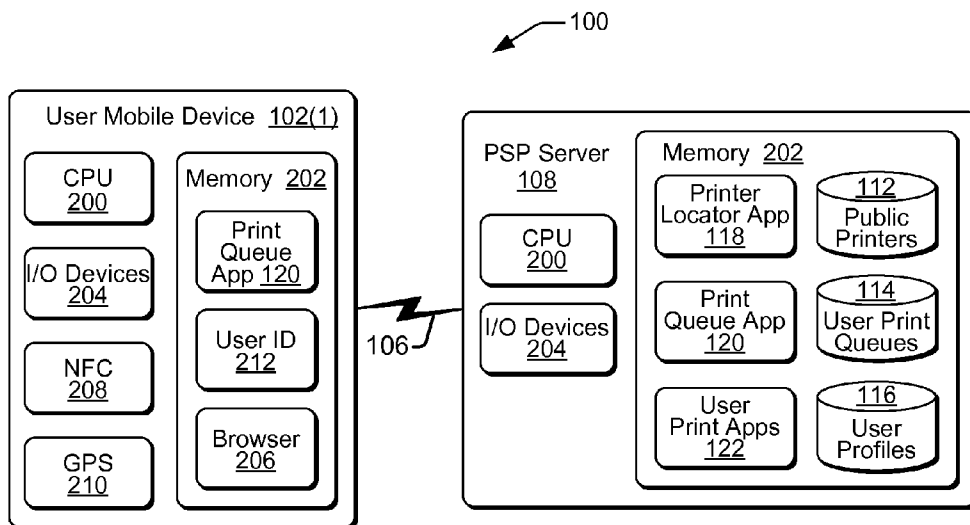 100
User Mobile Device 102(1)
CPU
200
I/O Devices
204
NFC
208
GPS
210
Memory 202
Print
Queue
App 120
User ID
212
Browser
206
106
PSP Server
108
CPU
200
I/O Devices
204
Memory 202
Printer
Locator App
118
Print
Queue App
120
User
Print Apps
122
112
Public
Printers
114
User Print
Queues
116
User
Profiles